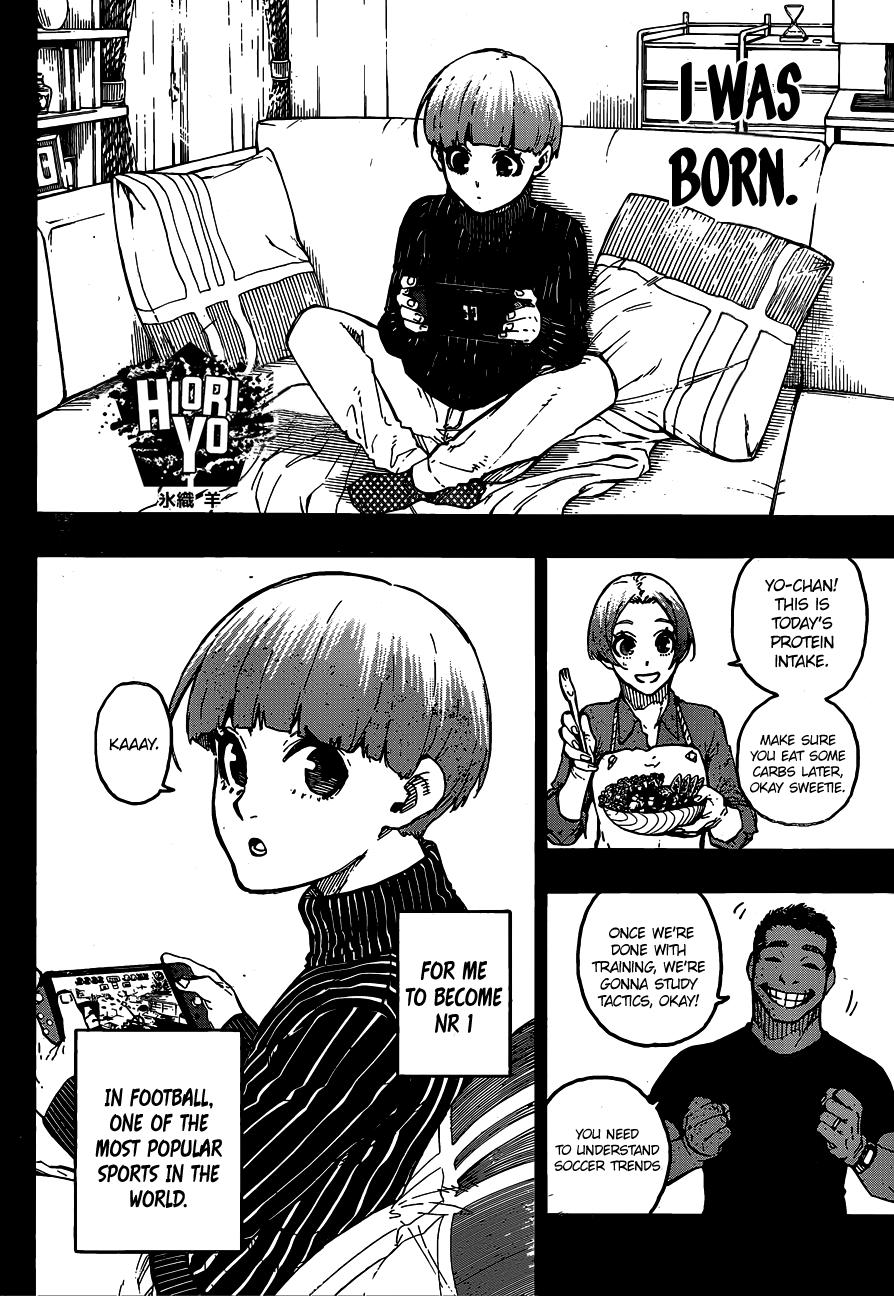 I WAS
BORN.
HIORI
YO
氷織 羊
YO-CHAN!
THIS IS
TODAY'S
PROTEIN
INTAKE.
MAKE SURE
YOU EAT SOME
CARBS LATER,
OKAY SWEETIE.
KAAAY.
ONCE WE'RE
DONE WITH
TRAINING, WE'RE
GONNA STUDY
TACTICS, OKAY!
YOU NEED
TO UNDERSTAND
SOCCER TRENDS
FOR ME
TO BECOME
NR 1
IN FOOTBALL,
ONE OF THE
MOST POPULAR
SPORTS IN THE
WORLD.